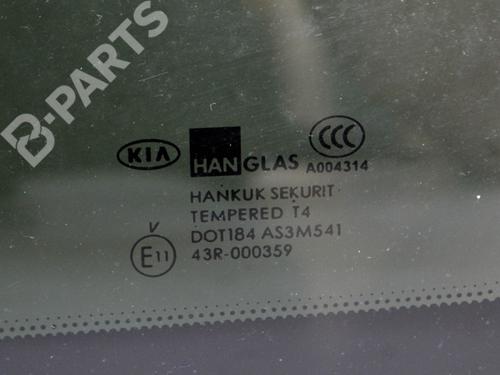 B-PARTS
KIA HANGLAS CCC
A004314
HANKUK SEKURIT
TEMPERED T4
V DOT184 AS3M541
E11 43R-000359